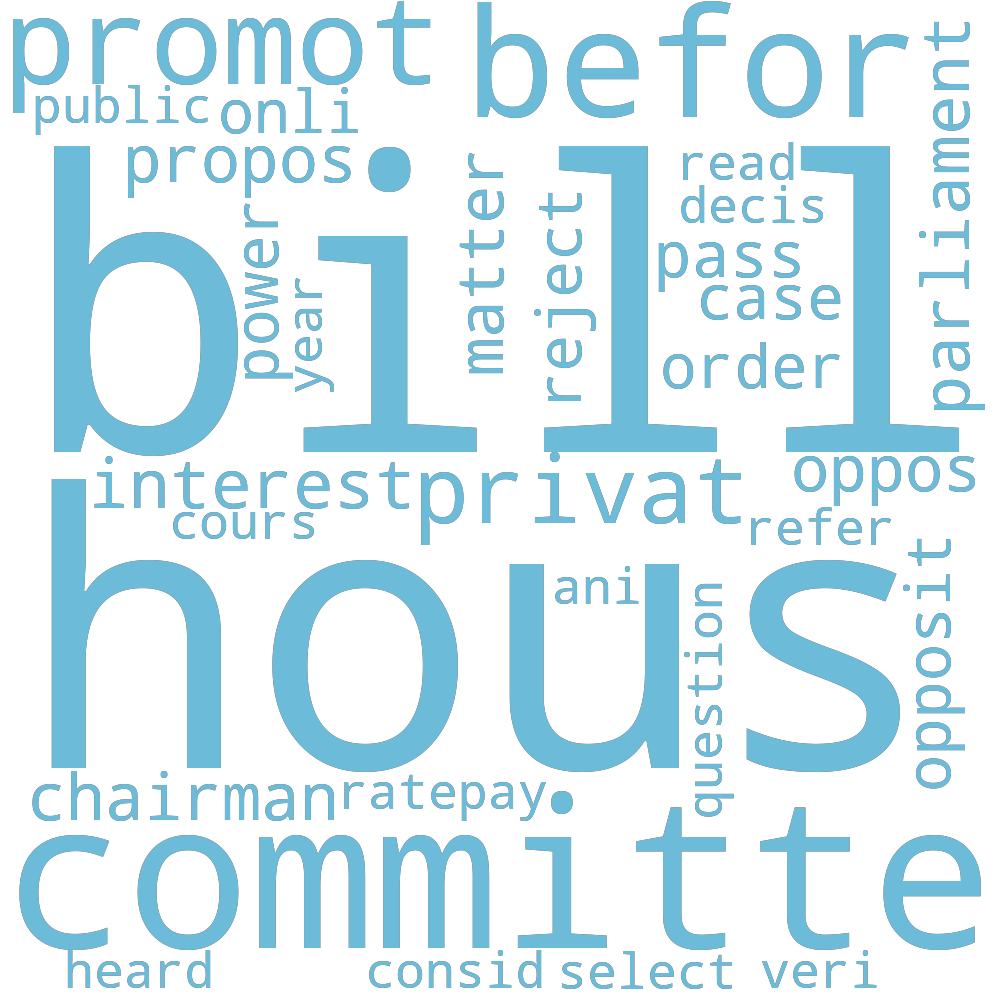 promot
befor
parliament
public
onli
propos
bill
power
year
matter
reject
read
decis
pass
case
order
interest
privat
oppos
cours
refer
hous
ani
question
opposit
chairman
ratepay
committe
heard
consid
select
veri